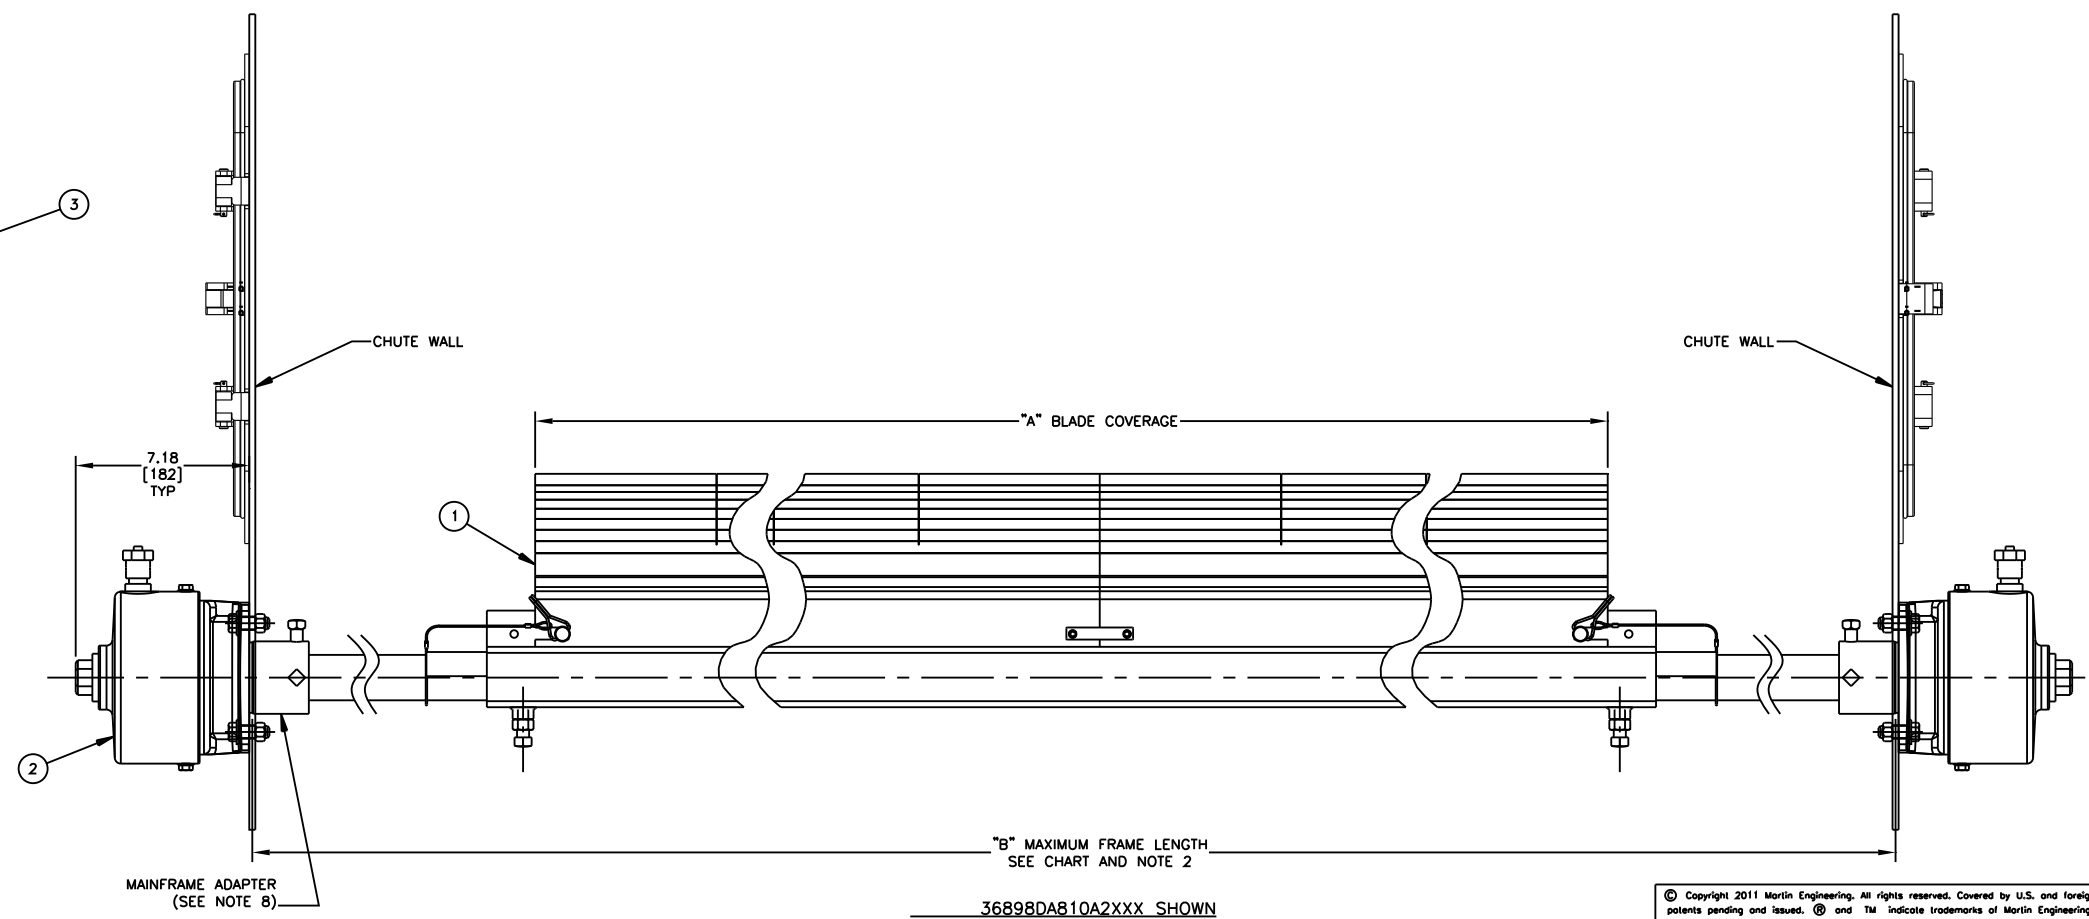 3
CHUTE WALL
CHUTE WALL
"A" BLADE COVERAGE
7.18
[182]
TYP
1
2
"B" MAXIMUM FRAME LENGTH
SEE CHART AND NOTE 2
MAINFRAME ADAPTER
(SEE NOTE 8)
36898DA810A2XXX SHOWN
© Copyright 2011 Martin Engineering. All rights reserved. Covered by U.S. and foreig
patents pending and issued. ® and TM indicate trademarks of Martin Engineering